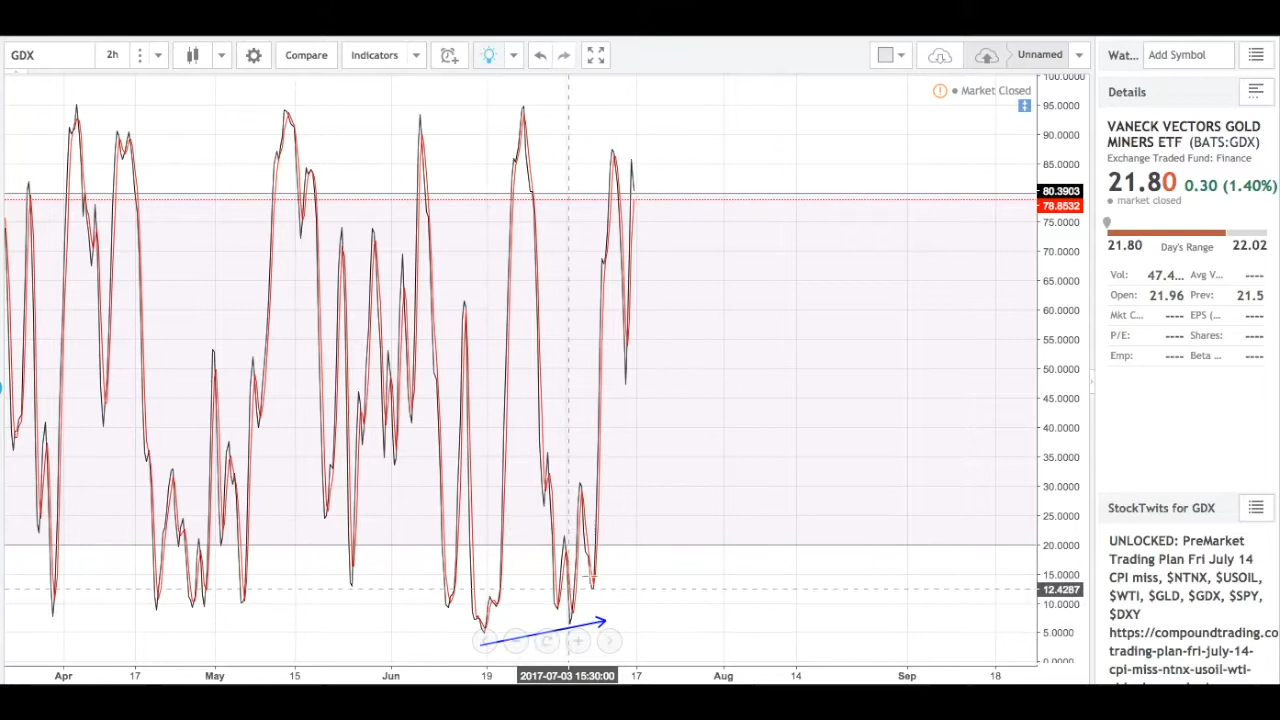 GDX 2h Compare Indicators Unnamed Wat... Add Symbol
Market Closed
100.0000
95.0000
90.0000
85.0000
80.3903
78.8532
75.0000
70.0000
65.0000
60.0000
55.0000
50.0000
45.0000
40.0000
35.0000
30.0000
25.0000
20.0000
15.0000
12.4287
10.0000
5.0000
0.0000
Apr 17 May 15 Jun 19 2017-07-03 15:30:00 17 Aug 14 Sep 18
Details
VANECK VECTORS GOLD
MINERS ETF (BATS:GDX)
Exchange Traded Fund: Finance
21.80 0.30 (1.40%)
market closed
21.80 Day's Range 22.02
Vol: 47.4... Avg V... ----
Open: 21.96 Prev: 21.5
Mkt C... ---- EPS (... ----
P/E: ---- Shares: ----
Emp: ---- Beta ... ----
StockTwits for GDX
UNLOCKED: PreMarket
Trading Plan Fri July 14
CPI miss, $NTNX, $USOIL,
$WTI, $GLD, $GDX, $SPY,
$DXY
https://compoundtrading.co
trading-plan-fri-july-14-
cpi-miss-ntnx-usoil-wti-